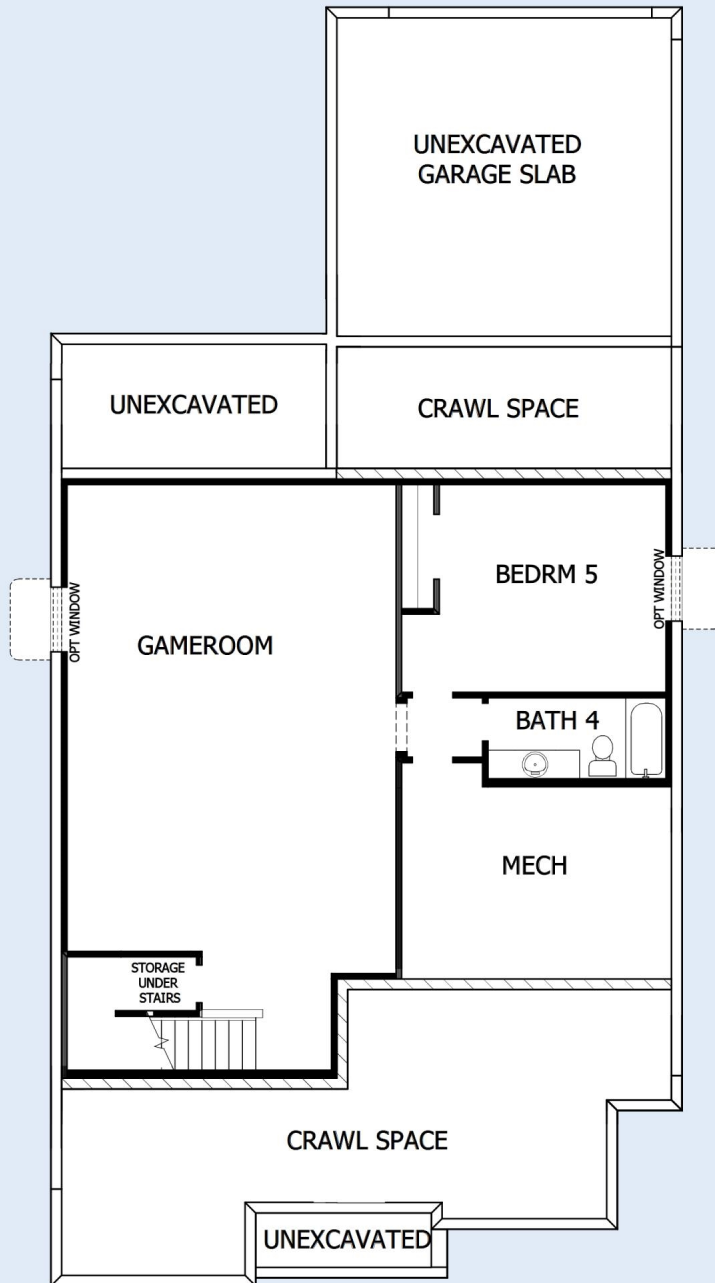 UNEXCAVATED
GARAGE SLAB
UNEXCAVATED
CRAWL SPACE
BEDRM 5
OPT WINDOW
OPT WINDOW
GAMEROOM
BATH 4
MECH
STORAGE
UNDER
STAIRS
CRAWL SPACE
UNEXCAVATED